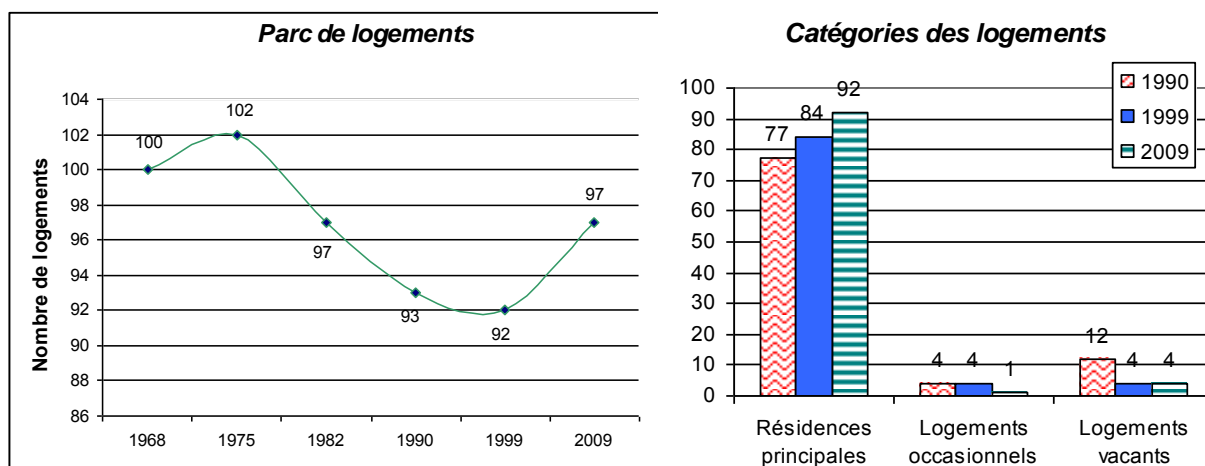 Parc de logements
Nombre de logements
104
102
100
98
96
94
92
90
88
86
100
102
97
93
92
97
1968 1975 1982 1990 1999 2009
Catégories des logements
1990
1999
2009
100
90
80
70
60
50
40
30
20
10
0
77 84 92
4 4 1
12 4 4
Résidences
principales
Logements
occasionnels
Logements
vacants